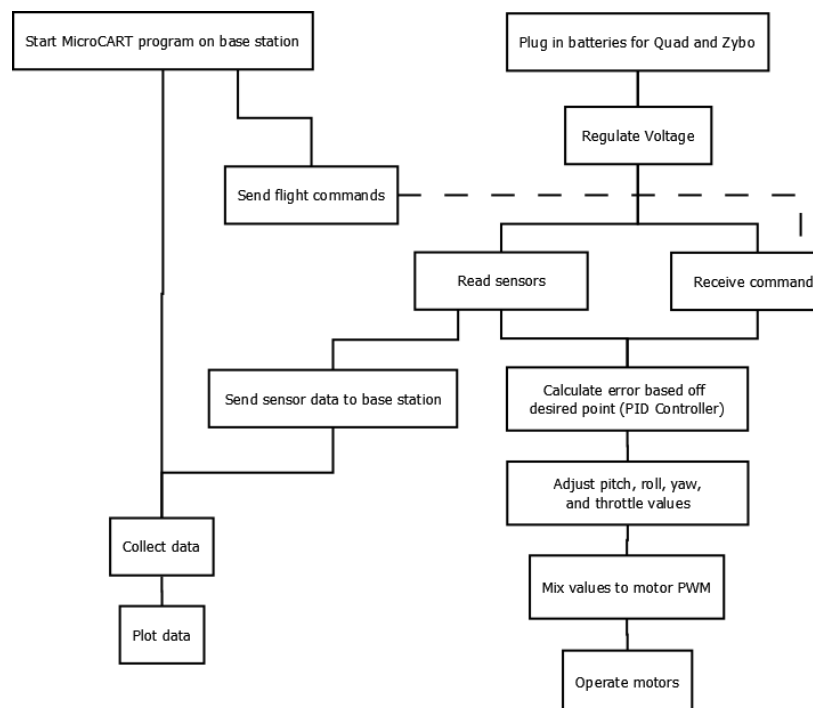 Start MicroCART program on base station
Plug in batteries for Quad and Zybo
Regulate Voltage
Send flight commands
Read sensors
Receive command
Send sensor data to base station
Calculate error based off
desired point (PID Controller)
Adjust pitch, roll, yaw,
and throttle values
Collect data
Mix values to motor PWM
Plot data
Operate motors